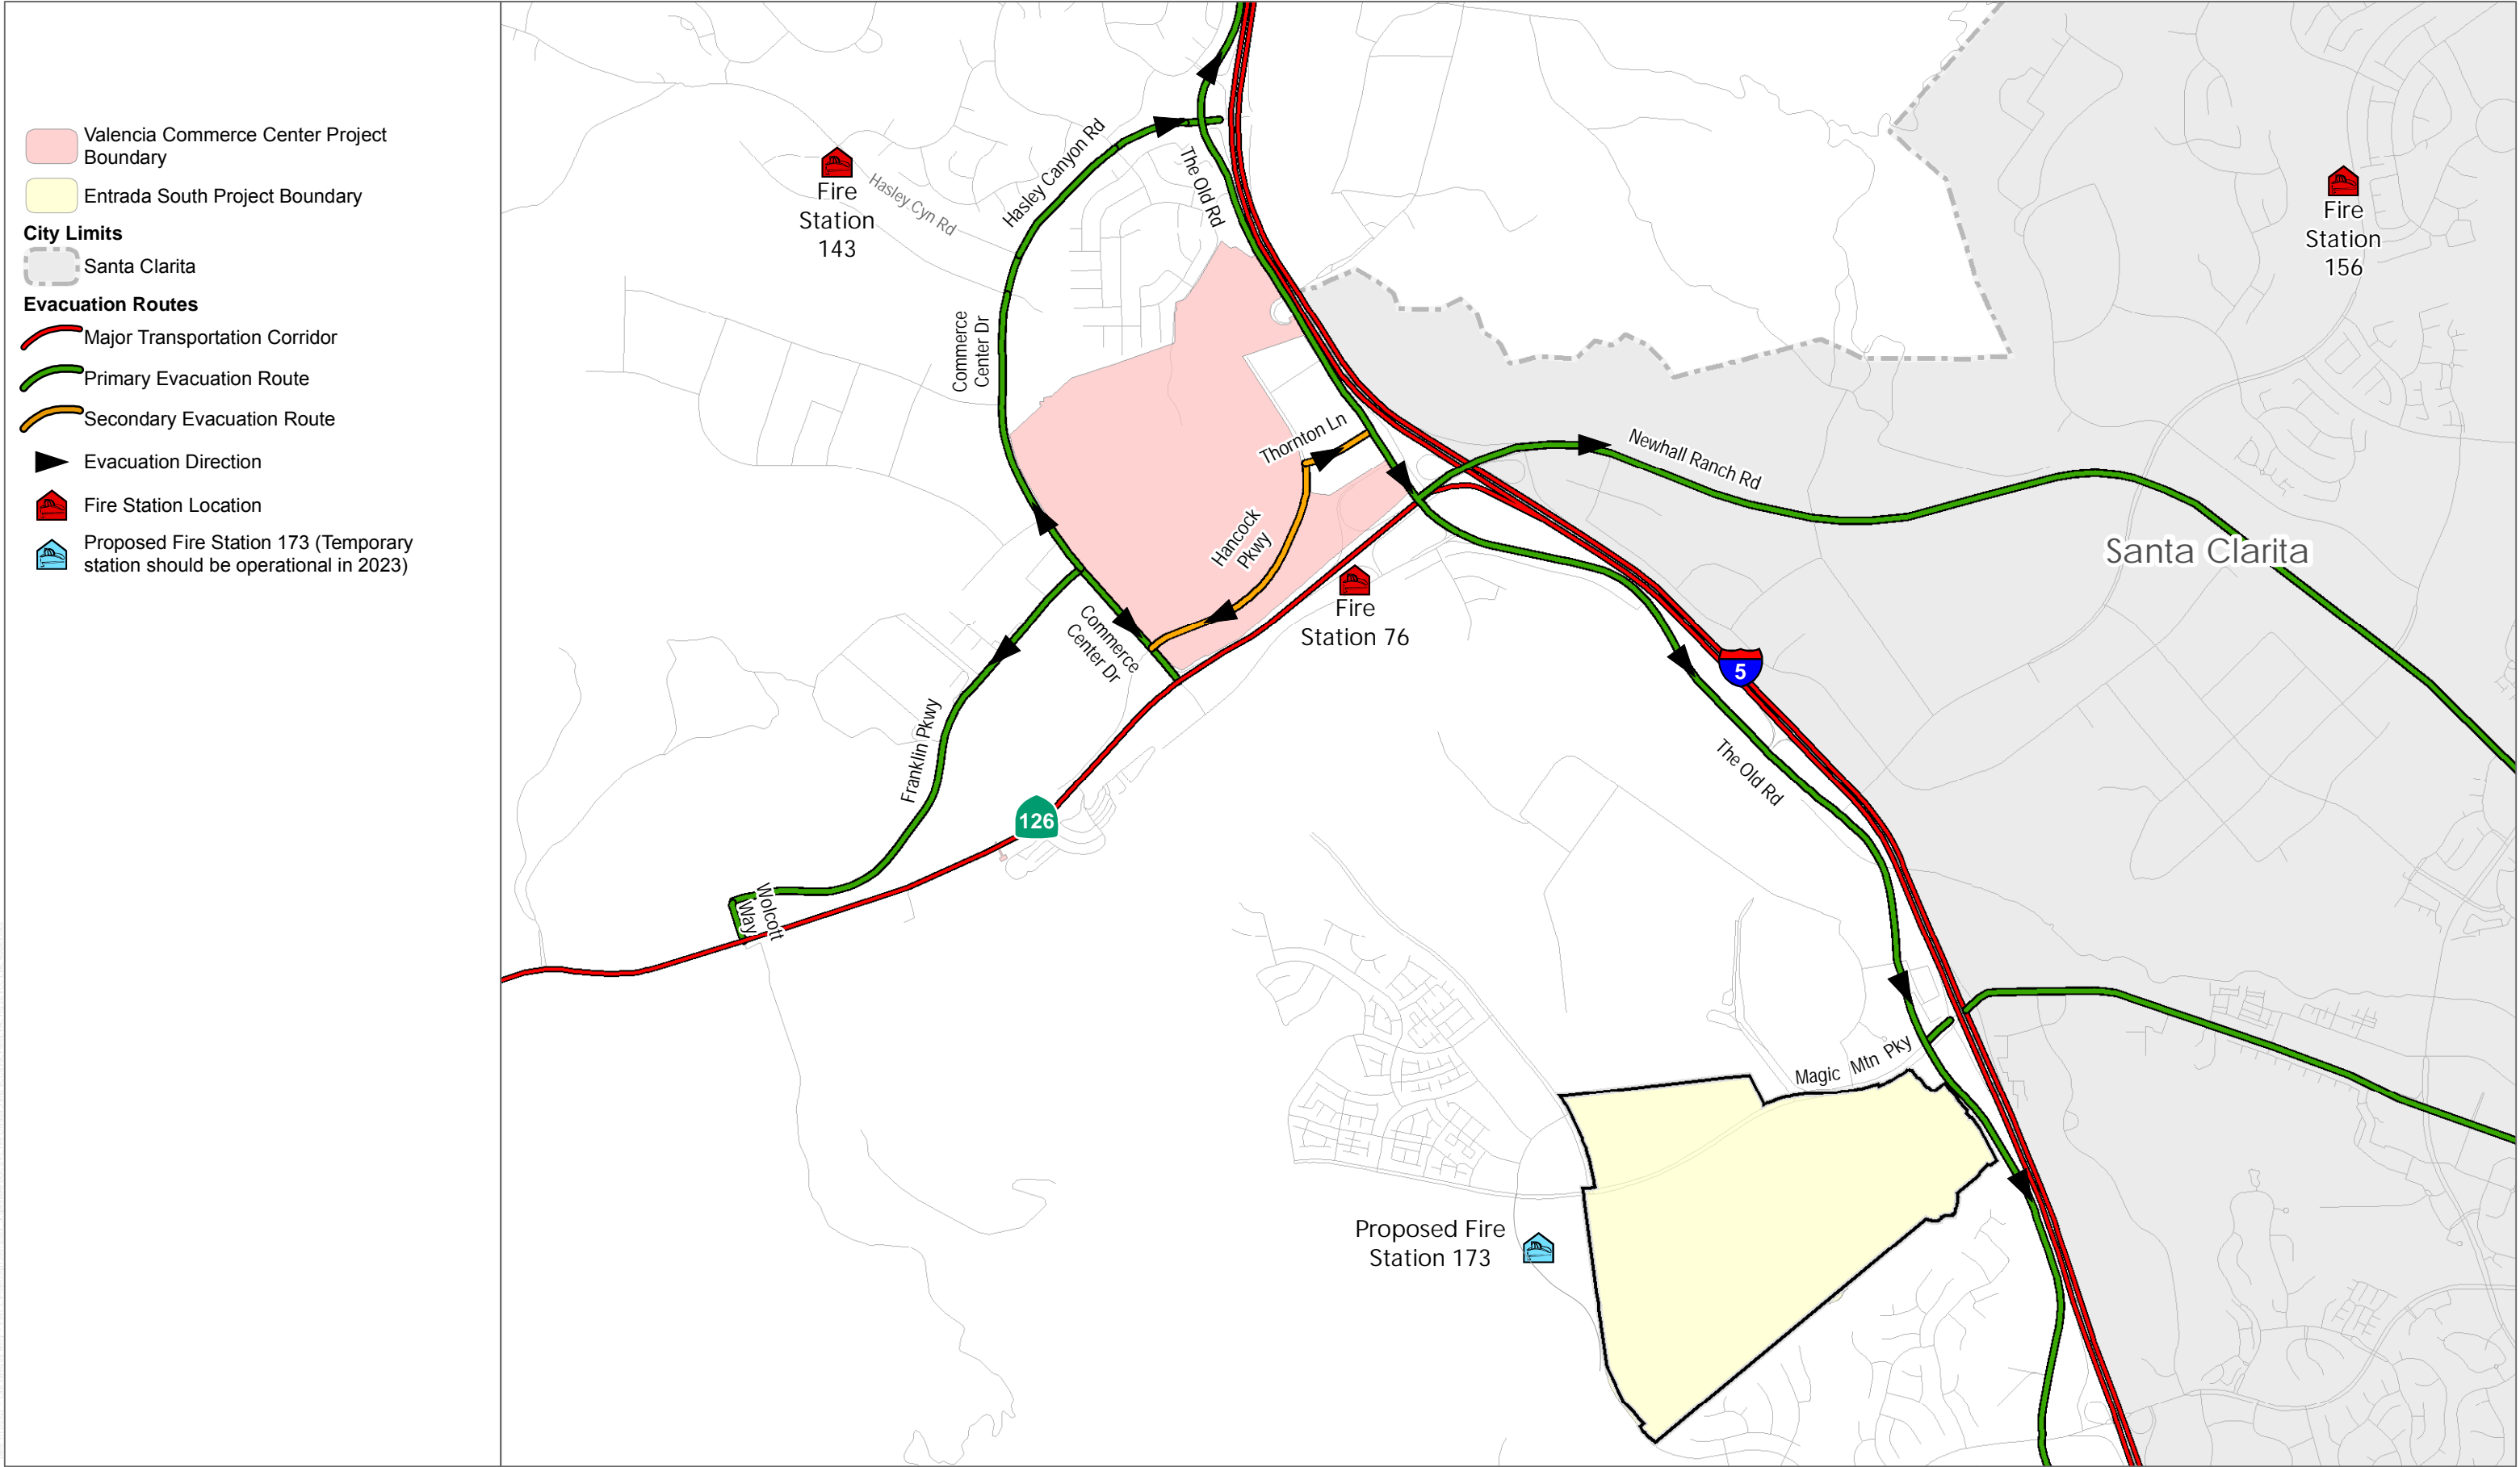 Valencia Commerce Center Project
Boundary
Entrada South Project Boundary
City Limits
Santa Clarita
Evacuation Routes
Major Transportation Corridor
Primary Evacuation Route
Secondary Evacuation Route
Evacuation Direction
Fire Station Location
Proposed Fire Station 173 (Temporary
station should be operational in 2023)
Fire
Station
143
Hasley Cyn Rd
Hasley Canyon Rd
The Old Rd
Fire
Station
156
Commerce
Center Dr
Thornton Ln
Newhall Ranch Rd
Hancock
Pkwy
Santa Clarita
Fire
Station 76
Commerce
Center Dr
5
Franklin Pkwy
The Old Rd
126
Wolcott
Way
Magic Mtn Pky
Proposed Fire
Station 173